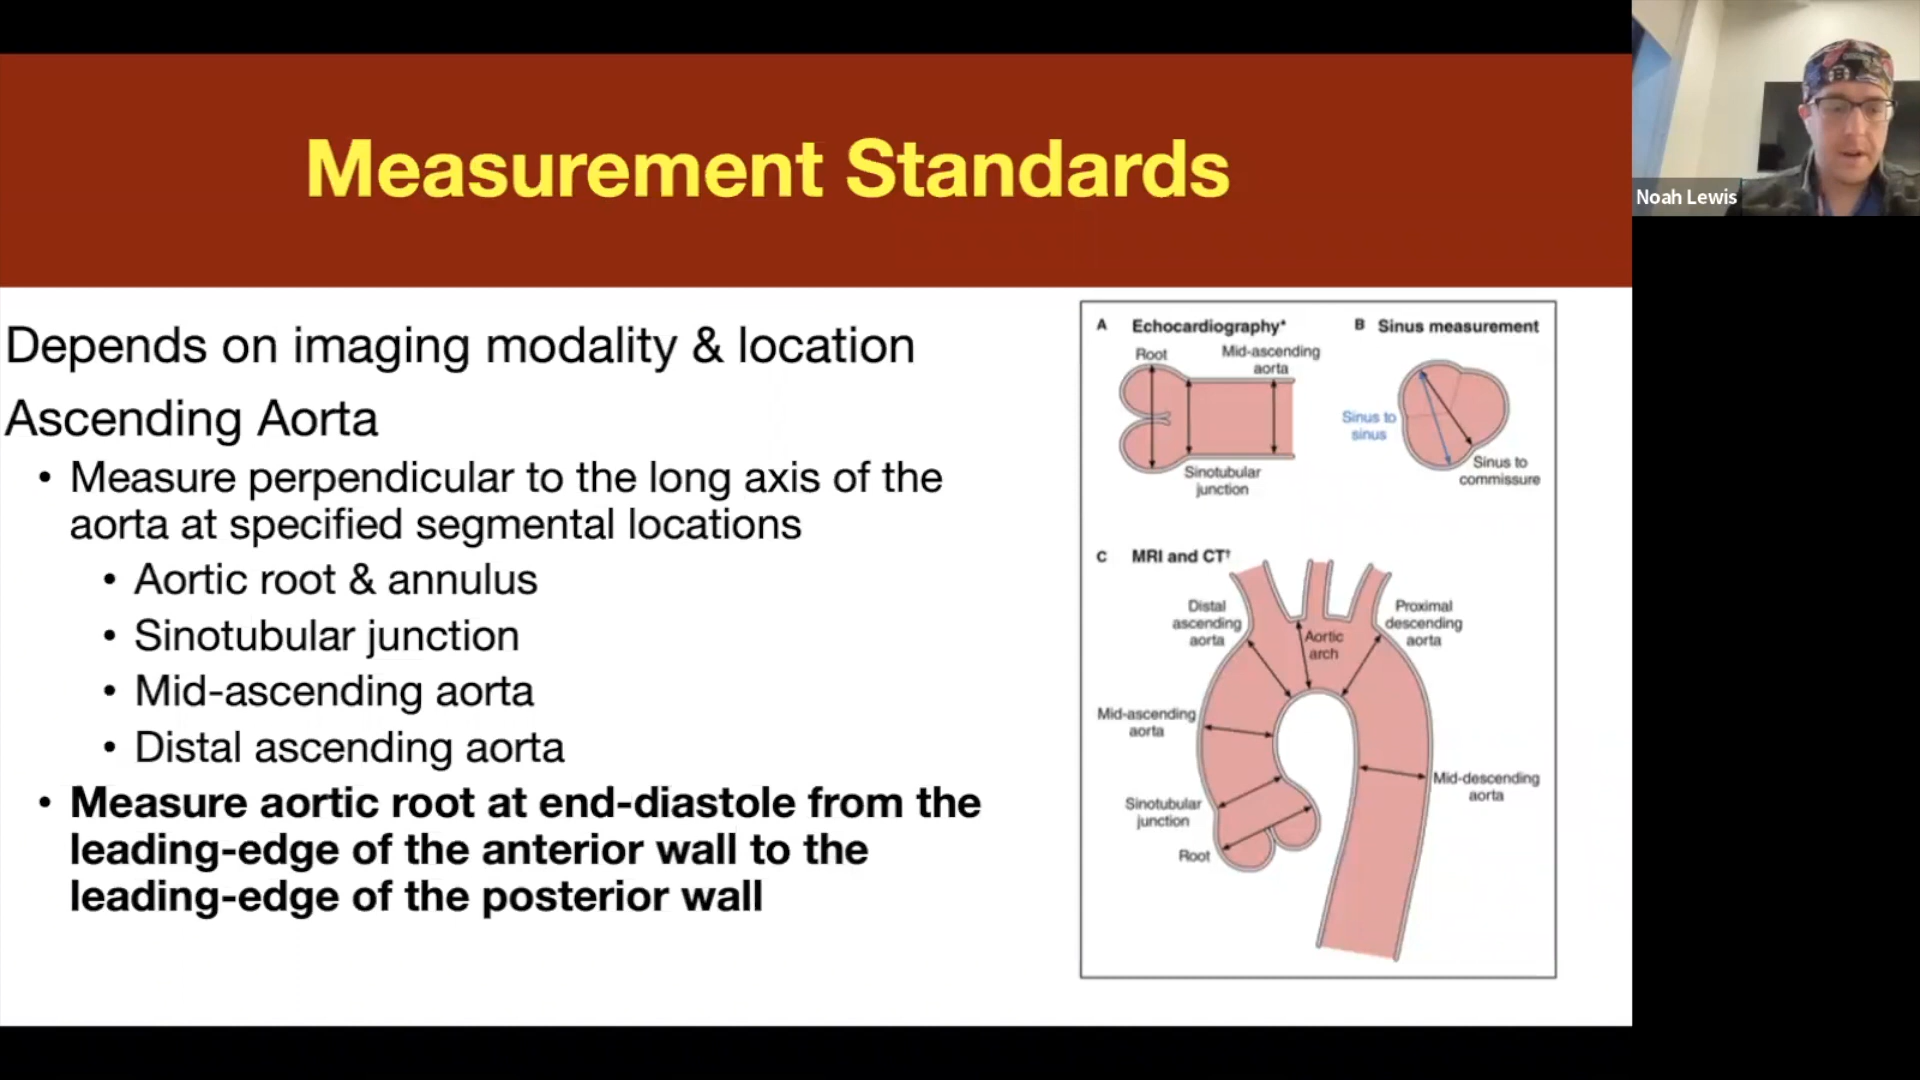 Measurement Standards
Noah Lewis
Depends on imaging modality & location
Ascending Aorta
• Measure perpendicular to the long axis of the
aorta at specified segmental locations
• Aortic root & annulus
• Sinotubular junction
• Mid-ascending aorta
• Distal ascending aorta
• Measure aortic root at end-diastole from the
leading-edge of the anterior wall to the
leading-edge of the posterior wall
A Echocardiography*
Root
Mid-ascending
aorta
Sinotubular
junction
B Sinus measurement
Sinus to
sinus
Sinus to
commissure
C MRI and CT†
Distal
ascending
aorta
Aortic
arch
Proximal
descending
aorta
Mid-ascending
aorta
Mid-descending
aorta
Sinotubular
junction
Root